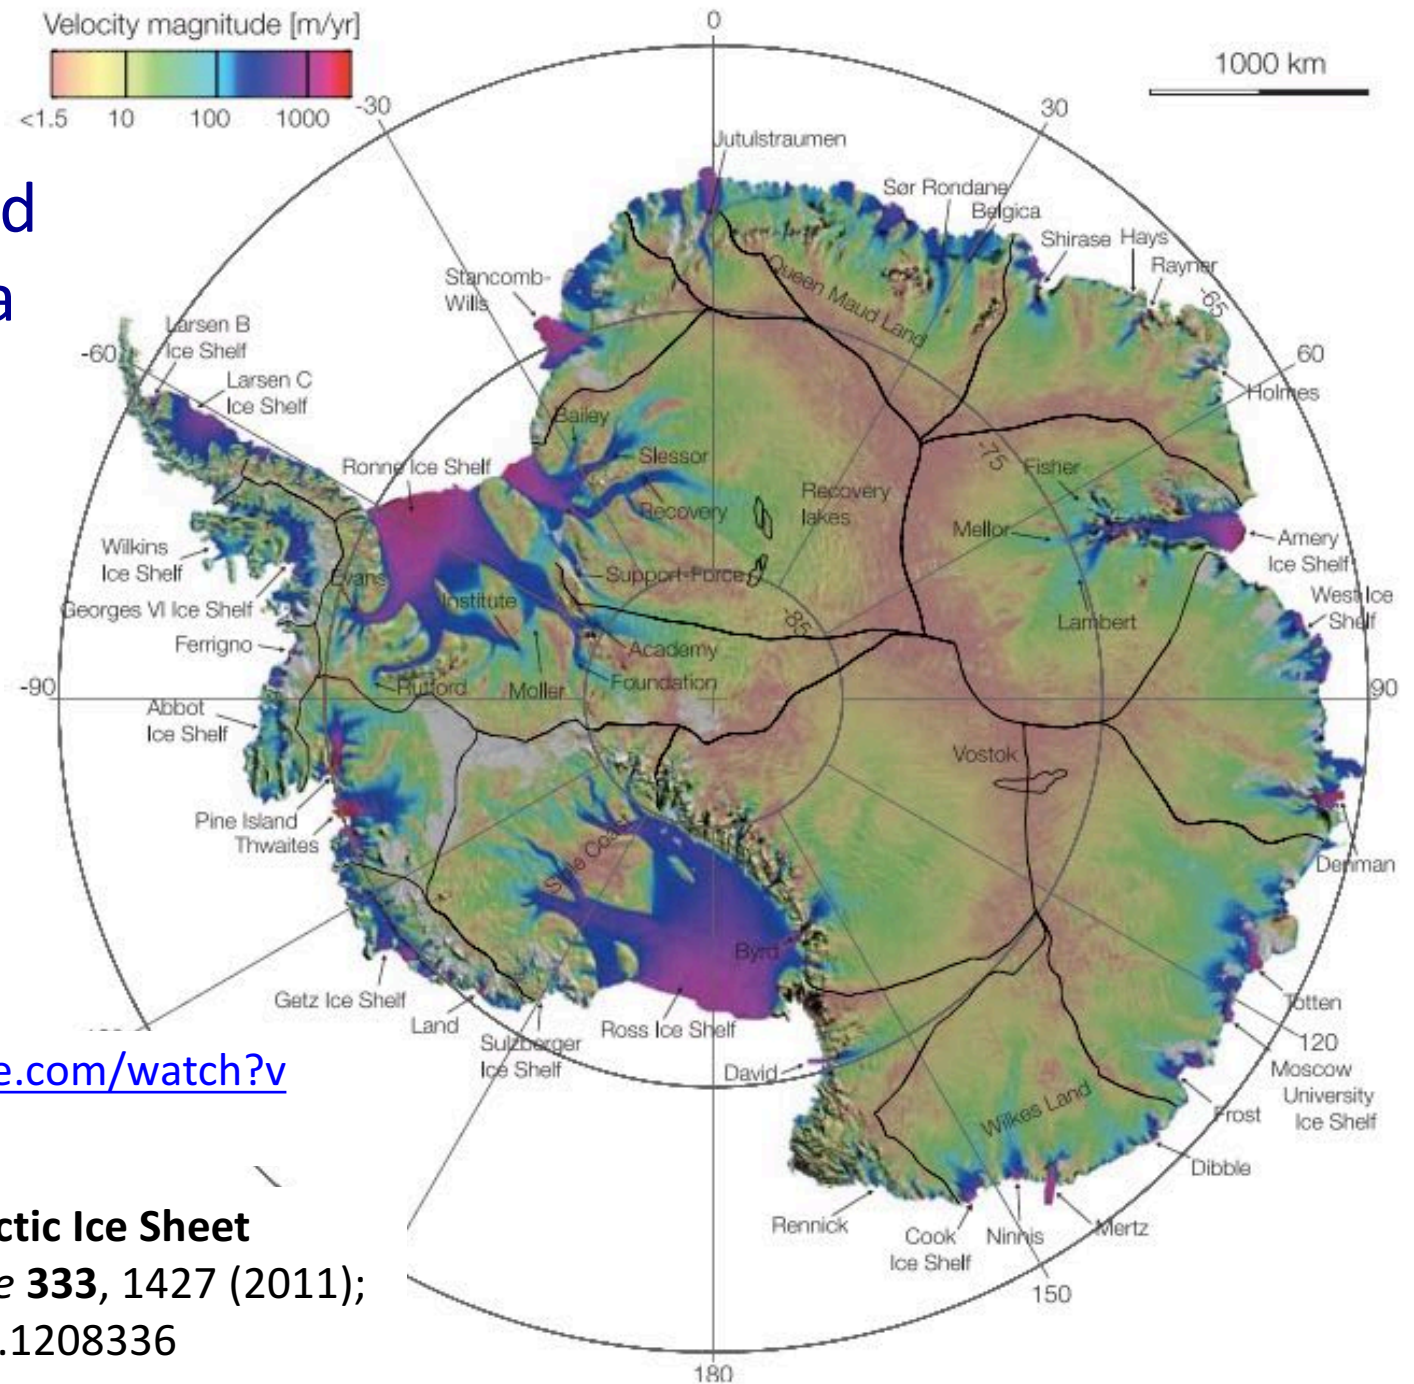 Velocity magnitude [m/yr]
<1.5 10 100 1000
0
1000 km
-30
30
Jutulstraumen
d
a
Sør Rondane
Belgica
Shirase
Hays
Rayner
-65
Stancomb-
Wills
Queen Maud Land
Larsen B
Ice Shelf
-60
60
Larsen C
Ice Shelf
Holmes
Bailey
Slessor
-75
Ronne Ice Shelf
Fisher
Recovery
Recovery
lakes
Mellor
Amery
Ice Shelf
Wilkins
Ice Shelf
Evans
Support-Force
Institute
West Ice
Shelf
Georges VI Ice Shelf
-85
Lambert
Ferrigno
Academy
Foundation
Rutford
Moller
-90
90
Abbot
Ice Shelf
Vostok
Pine Island
Thwaites
Siple Coast
Denman
Byrd
Getz Ice Shelf
Land
Sulzberger
Ice Shelf
Ross Ice Shelf
David
Totten
120
Moscow
University
Ice Shelf
Frost
Wilkes Land
Dibble
e.com/watch?v
Rennick
Cook
Ice Shelf
Ninnis
Mertz
150
180
ctic Ice Sheet
e 333, 1427 (2011);
.1208336